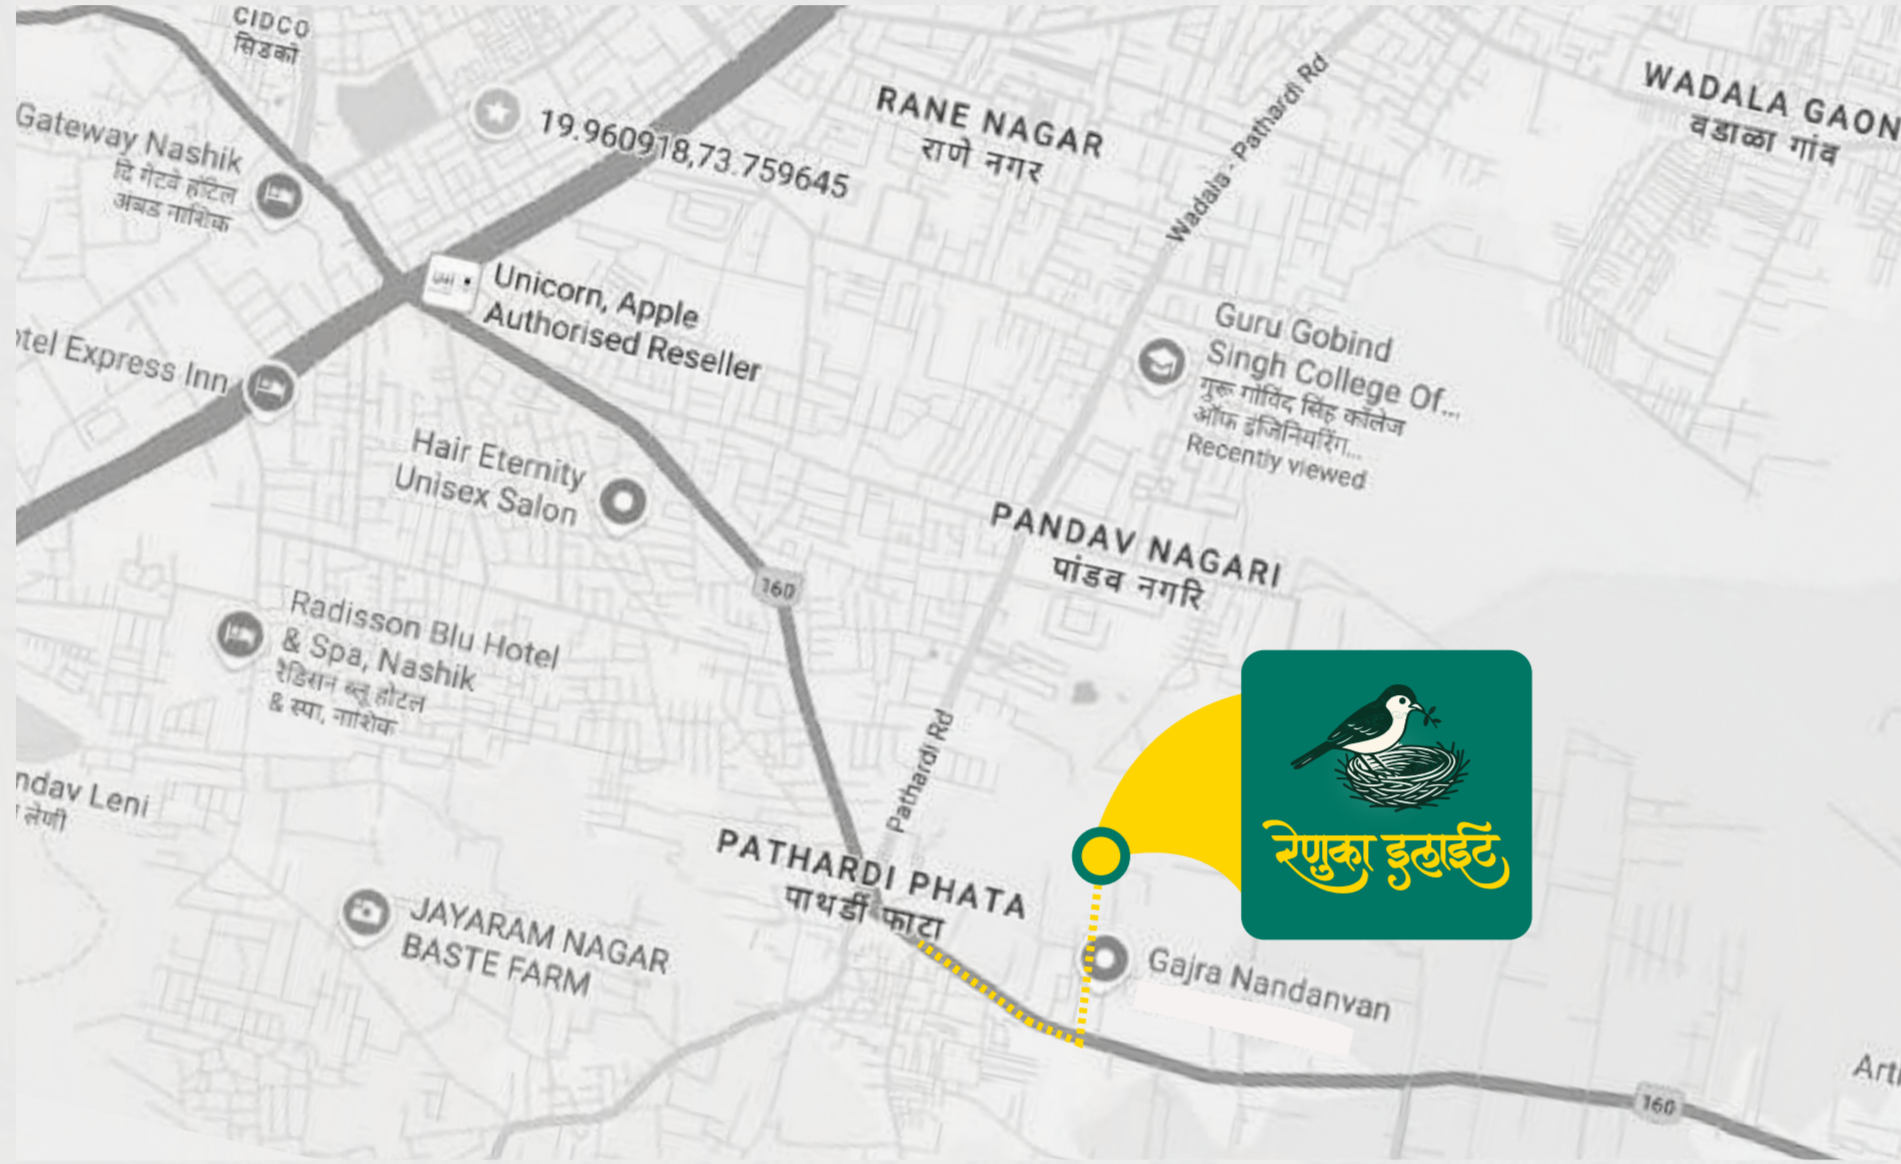 CIDCO
सिडको
Gateway Nashik
दि गेटवे हॉटेल
अंबड नाशिक
19.960918,73.759645
RANE NAGAR
राणे नगर
Wadala - Pathardi Rd
WADALA GAON
वडाळा गांव
Unicorn, Apple
Authorised Reseller
otel Express Inn
Guru Gobind
Singh College Of...
गुरू गोविंद सिंह कॉलेज
ऑफ इंजिनियरिंग...
Recently viewed
Hair Eternity
Unisex Salon
PANDAV NAGARI
पांडव नगरि
160
Radisson Blu Hotel
& Spa, Nashik
रेडिसन ब्लू होटल
& स्पा, नाशिक
Pathardi Rd
ndav Leni
लेणी
रेणुका इलाईट
PATHARDI PHATA
पाथर्डी फाटा
JAYARAM NAGAR
BASTE FARM
Gajra Nandanvan
Arti
160